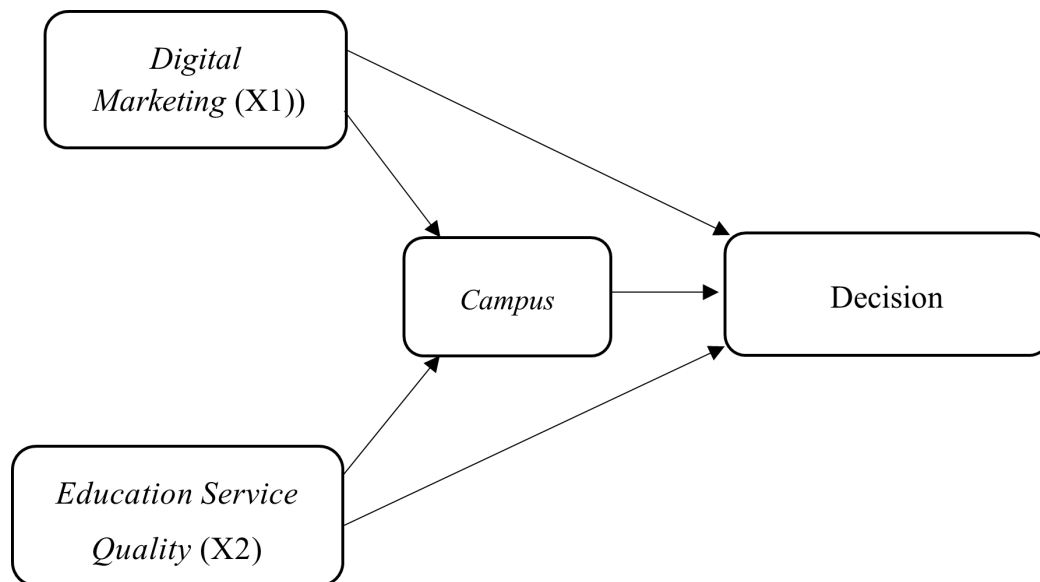 Digital
Marketing (X1))
Campus
Decision
Education Service
Quality (X2)